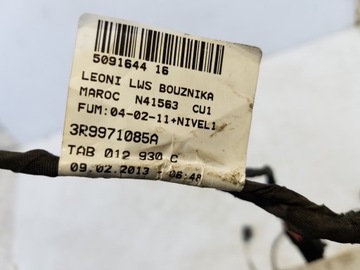 5091644 16
LEONI LWS BOUZNIKA
MAROC N41563 CU1
FUM:04-02-11+NIVEL1
3R9971085A
TAB 012 930 C
09.02.2013 - 06:48